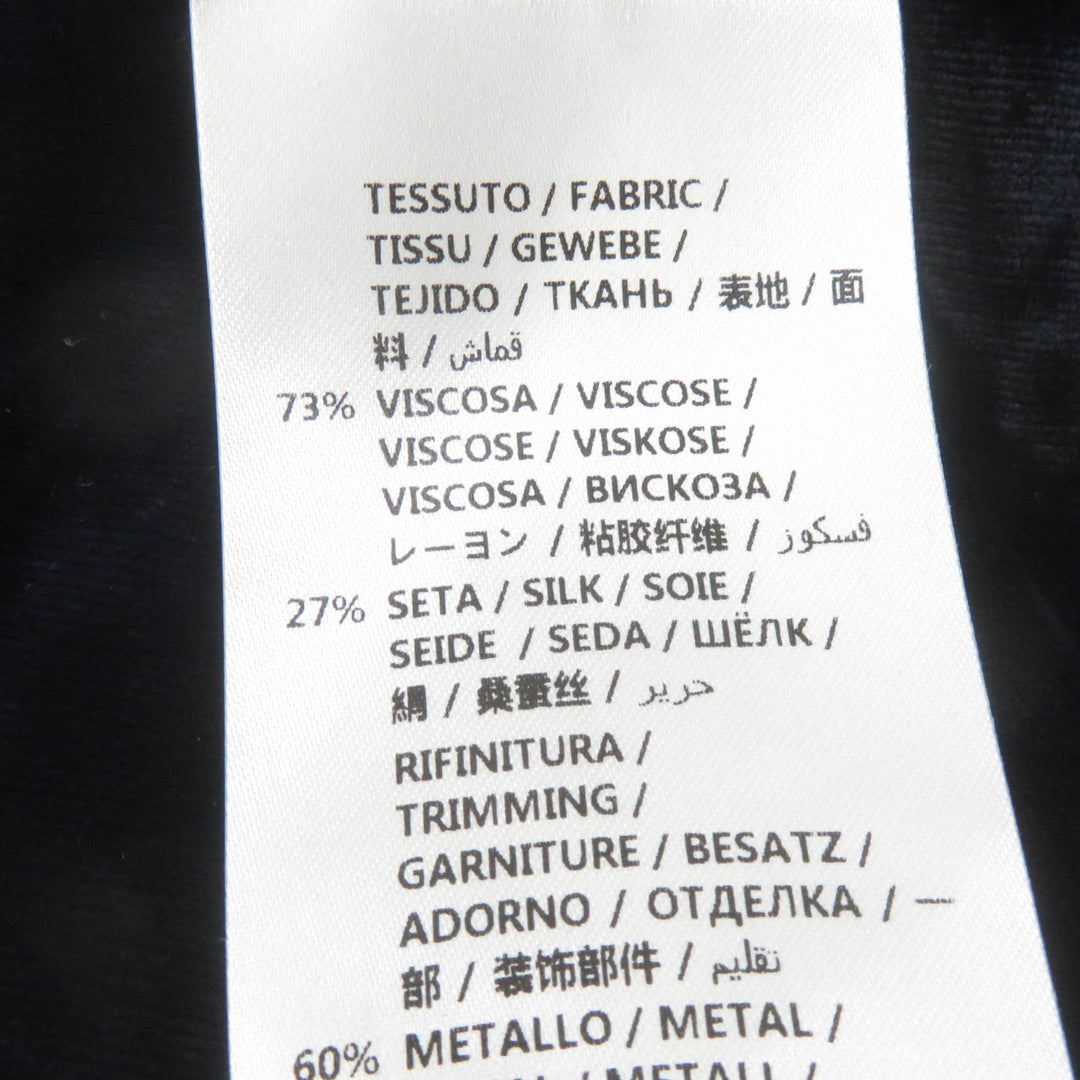 TESSUTO / FABRIC /
TISSU / GEWEBE /
TEJIDO / ТКАНЬ / 表地 / 面
料 / قماش
73% VISCOSA / VISCOSE /
VISCOSE / VISKOSE /
VISCOSA / ВИСКОЗА /
レーヨン / 粘胶纤维 / فسكوز
27% SETA / SILK / SOIE /
SEIDE / SEDA / ШЁЛК /
絹 / 桑蚕丝 / حرير
RIFINITURA /
TRIMMING /
GARNITURE / BESATZ /
ADORNO / ОТДЕЛКА / 一
部 / 装饰部件 / تقليم
60% METALLO / METAL /
/ METALL /